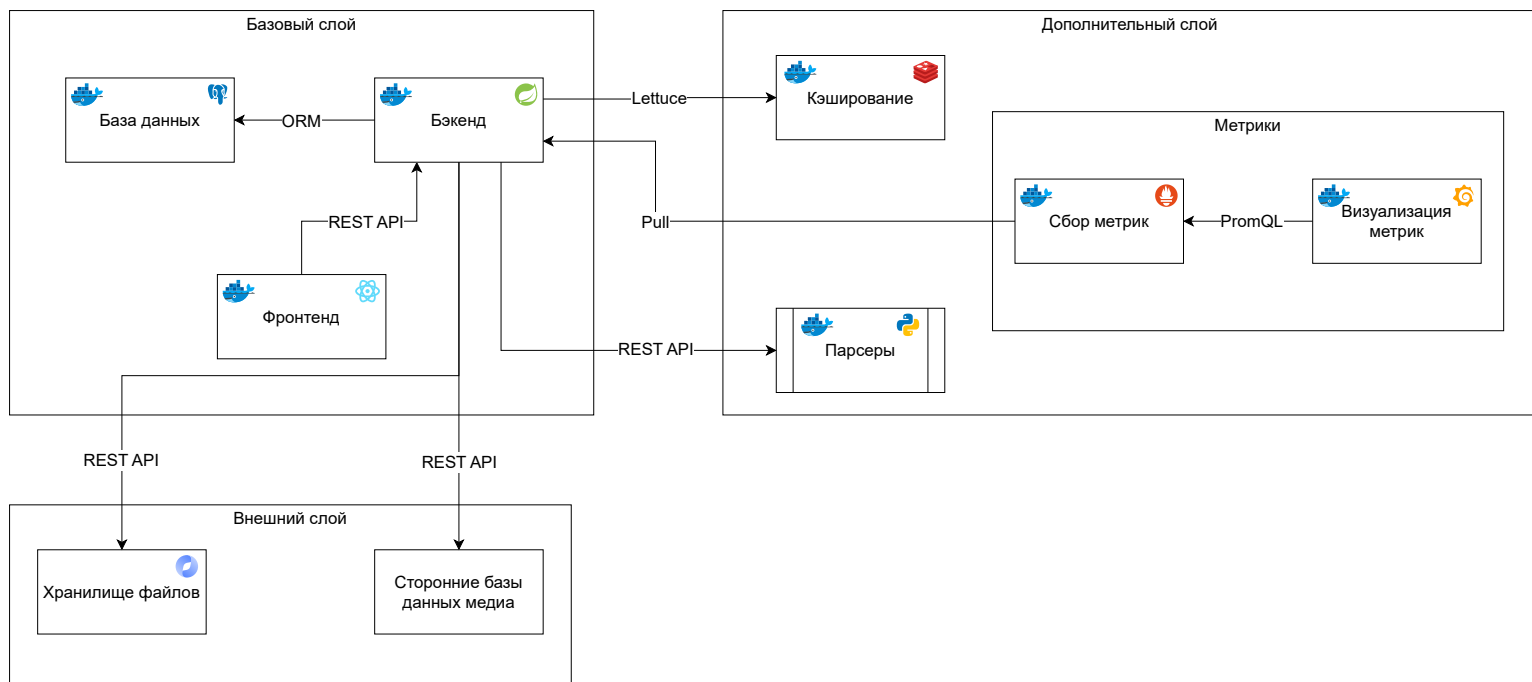 Базовый слой
База данных
ORM
Бэкенд
REST API
Фронтенд
Дополнительный слой
Lettuce
Кэширование
Метрики
Pull
Сбор метрик
PromQL
Визуализация
метрик
REST API
Парсеры
REST API
REST API
Внешний слой
Хранилище файлов
Сторонние базы
данных медиа